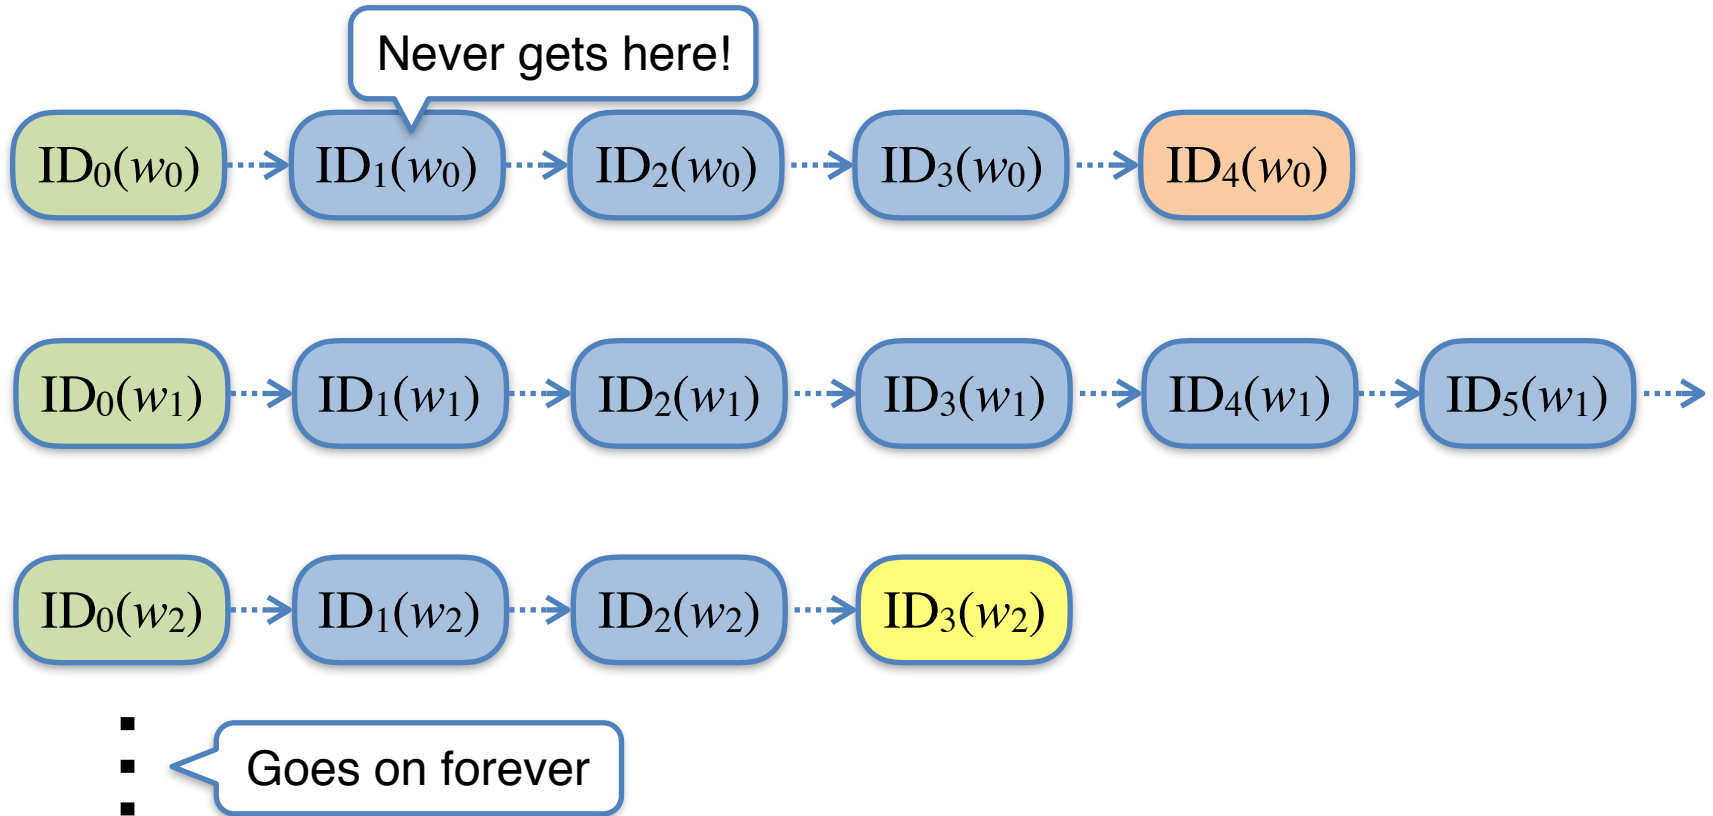 Never gets here!
ID₀(w₀) ID₁(w₀) ID₂(w₀) ID₃(w₀) ID₄(w₀)
ID₀(w₁) ID₁(w₁) ID₂(w₁) ID₃(w₁) ID₄(w₁) ID₅(w₁)
ID₀(w₂) ID₁(w₂) ID₂(w₂) ID₃(w₂)
Goes on forever